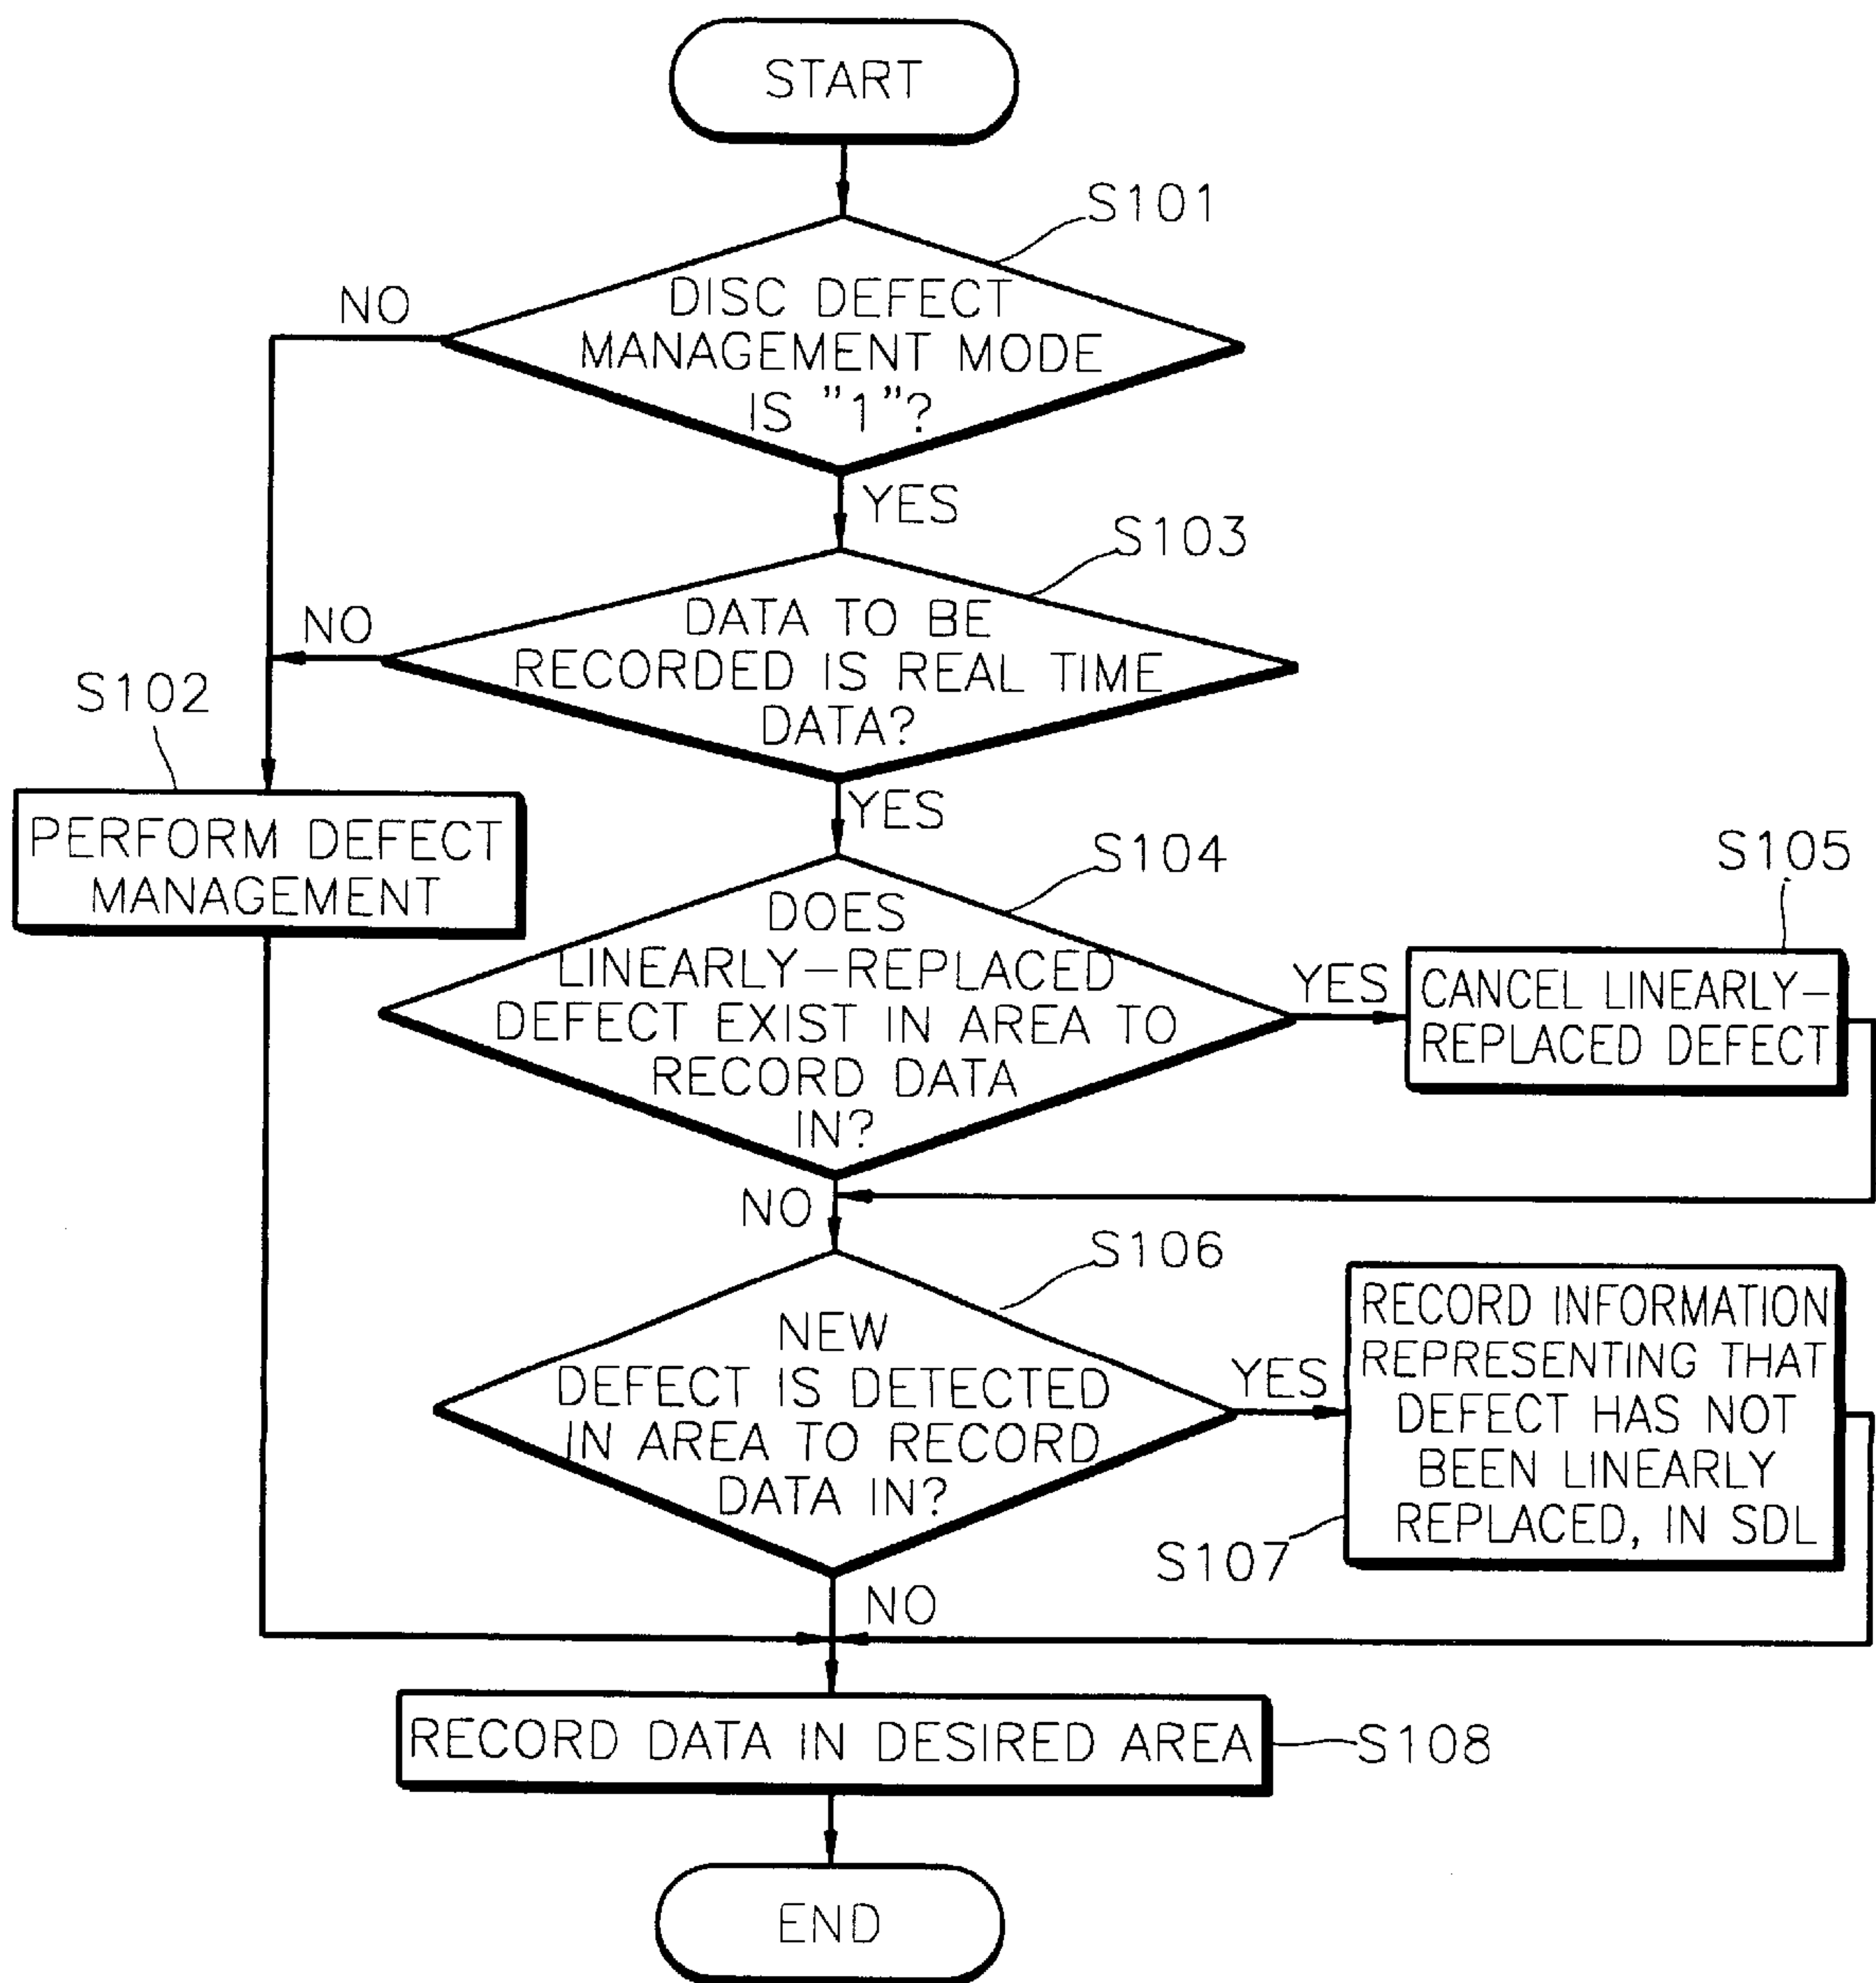 START
S101
DISC DEFECT
MANAGEMENT MODE
IS "1"?
NO
YES
S103
DATA TO BE
RECORDED IS REAL TIME
DATA?
NO
S102
PERFORM DEFECT
MANAGEMENT
YES
S104
DOES
LINEARLY-REPLACED
DEFECT EXIST IN AREA TO
RECORD DATA
IN?
YES
S105
CANCEL LINEARLY-
REPLACED DEFECT
NO
S106
NEW
DEFECT IS DETECTED
IN AREA TO RECORD
DATA IN?
YES
RECORD INFORMATION
REPRESENTING THAT
DEFECT HAS NOT
BEEN LINEARLY
REPLACED, IN SDL
S107
NO
RECORD DATA IN DESIRED AREA
S108
END